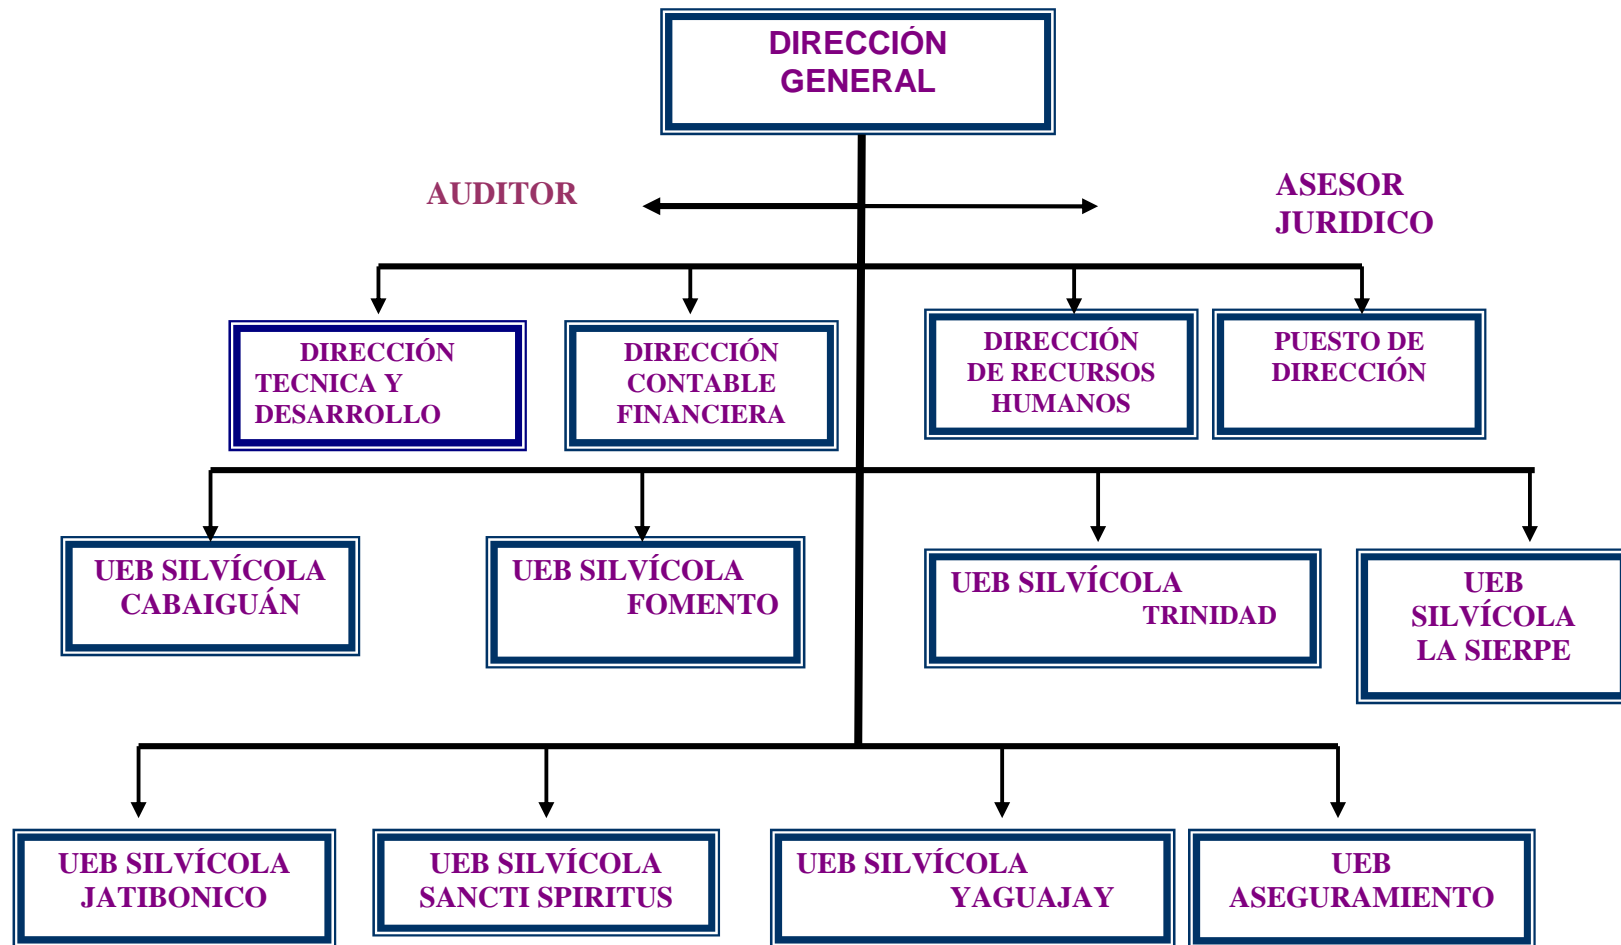 DIRECCIÓN
GENERAL
AUDITOR
ASESOR
JURIDICO
DIRECCIÓN
TECNICA Y
DESARROLLO
DIRECCIÓN
CONTABLE
FINANCIERA
DIRECCIÓN
DE RECURSOS
HUMANOS
PUESTO DE
DIRECCIÓN
UEB SILVÍCOLA
CABAIGUÁN
UEB SILVÍCOLA
FOMENTO
UEB SILVÍCOLA
TRINIDAD
UEB
SILVÍCOLA
LA SIERPE
UEB SILVÍCOLA
JATIBONICO
UEB SILVÍCOLA
SANCTI SPIRITUS
UEB SILVÍCOLA
YAGUAJAY
UEB
ASEGURAMIENTO